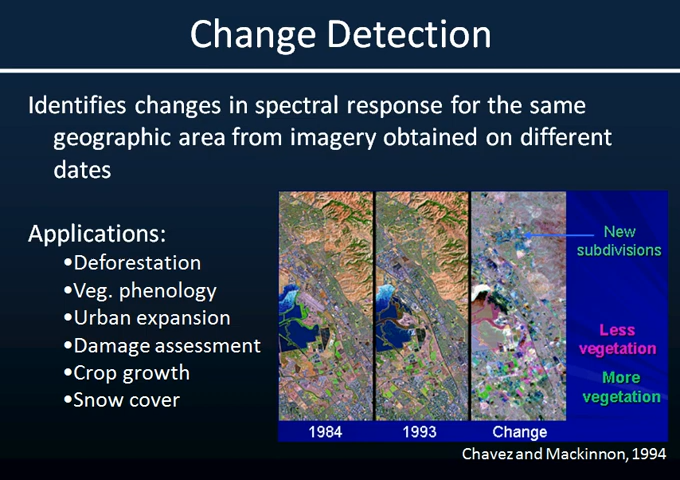 Change Detection
Identifies changes in spectral response for the same
geographic area from imagery obtained on different
dates
Applications:
•Deforestation
•Veg. phenology
•Urban expansion
•Damage assessment
•Crop growth
•Snow cover
New
subdivisions
Less
vegetation
More
vegetation
1984
1993
Change
Chavez and Mackinnon, 1994